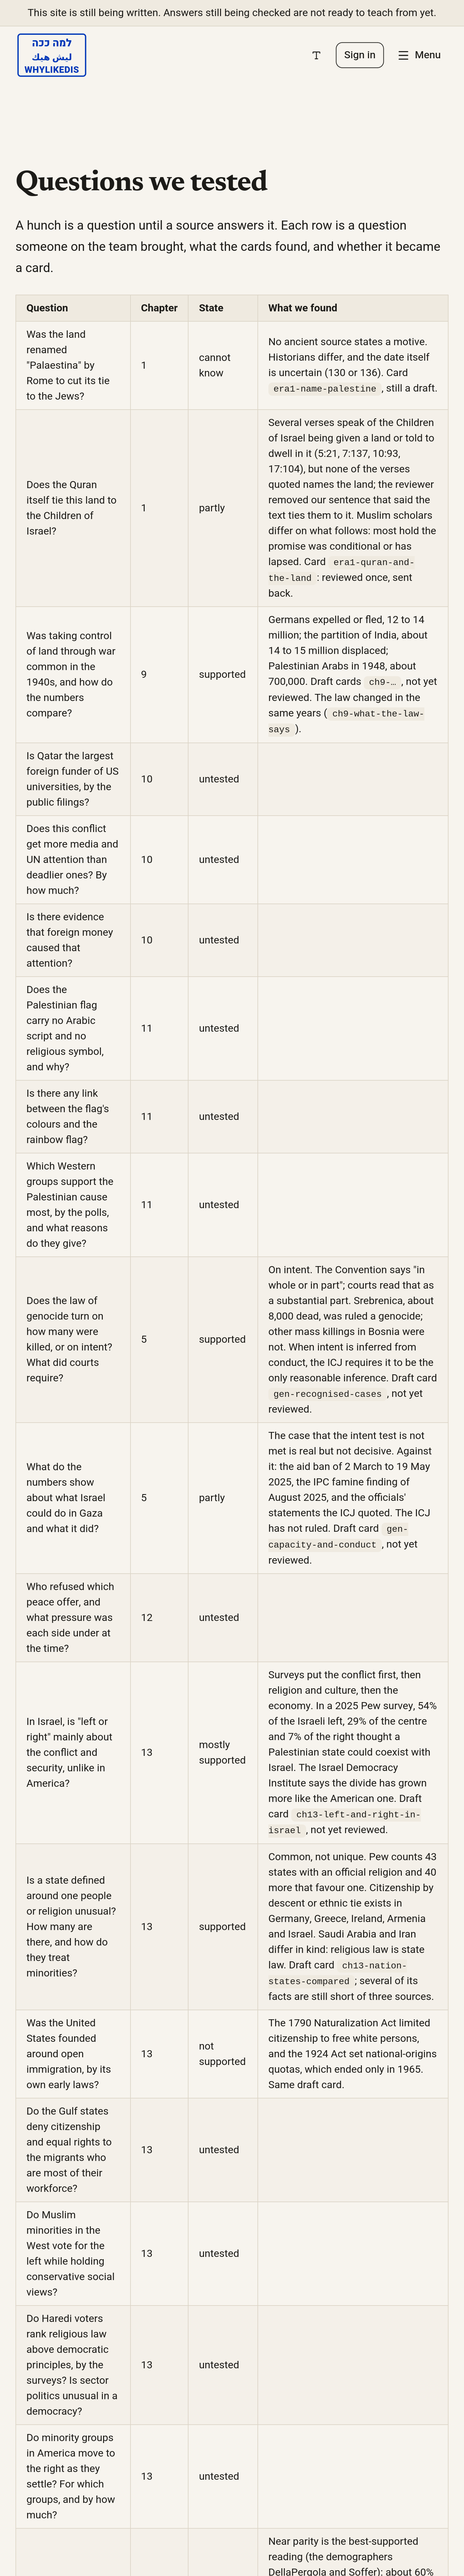 This site is still being written. Answers still being checked are not ready to teach from yet.
למה ככה
ليش هيك
WHYLIKEDIS
T
Sign in
Menu
Questions we tested
A hunch is a question until a source answers it. Each row is a question
someone on the team brought, what the cards found, and whether it became
a card.
Question Chapter State What we found
Was the land
renamed
"Palaestina" by
Rome to cut its tie
to the Jews?
1
cannot
know
No ancient source states a motive.
Historians differ, and the date itself
is uncertain (130 or 136). Card
era1-name-palestine , still a draft.
Does the Quran
itself tie this land to
the Children of
Israel?
1
partly
Several verses speak of the Children
of Israel being given a land or told to
dwell in it (5:21, 7:137, 10:93,
17:104), but none of the verses
quoted names the land; the reviewer
removed our sentence that said the
text ties them to it. Muslim scholars
differ on what follows: most hold the
promise was conditional or has
lapsed. Card era1-quran-and-
the-land : reviewed once, sent
back.
Was taking control
of land through war
common in the
1940s, and how do
the numbers
compare?
9
supported
Germans expelled or fled, 12 to 14
million; the partition of India, about
14 to 15 million displaced;
Palestinian Arabs in 1948, about
700,000. Draft cards ch9-… , not yet
reviewed. The law changed in the
same years ( ch9-what-the-law-
says ).
Is Qatar the largest
foreign funder of US
universities, by the
public filings?
10
untested
Does this conflict
get more media and
UN attention than
deadlier ones? By
how much?
10
untested
Is there evidence
that foreign money
caused that
attention?
10
untested
Does the
Palestinian flag
carry no Arabic
script and no
religious symbol,
and why?
11
untested
Is there any link
between the flag's
colours and the
rainbow flag?
11
untested
Which Western
groups support the
Palestinian cause
most, by the polls,
and what reasons
do they give?
11
untested
Does the law of
genocide turn on
how many were
killed, or on intent?
What did courts
require?
5
supported
On intent. The Convention says "in
whole or in part"; courts read that as
a substantial part. Srebrenica, about
8,000 dead, was ruled a genocide;
other mass killings in Bosnia were
not. When intent is inferred from
conduct, the ICJ requires it to be the
only reasonable inference. Draft card
gen-recognised-cases , not yet
reviewed.
What do the
numbers show
about what Israel
could do in Gaza
and what it did?
5
partly
The case that the intent test is not
met is real but not decisive. Against
it: the aid ban of 2 March to 19 May
2025, the IPC famine finding of
August 2025, and the officials'
statements the ICJ quoted. The ICJ
has not ruled. Draft card gen-
capacity-and-conduct , not yet
reviewed.
Who refused which
peace offer, and
what pressure was
each side under at
the time?
12
untested
In Israel, is "left or
right" mainly about
the conflict and
security, unlike in
America?
13
mostly
supported
Surveys put the conflict first, then
religion and culture, then the
economy. In a 2025 Pew survey, 54%
of the Israeli left, 29% of the centre
and 7% of the right thought a
Palestinian state could coexist with
Israel. The Israel Democracy
Institute says the divide has grown
more like the American one. Draft
card ch13-left-and-right-in-
israel , not yet reviewed.
Is a state defined
around one people
or religion unusual?
How many are
there, and how do
they treat
minorities?
13
supported
Common, not unique. Pew counts 43
states with an official religion and 40
more that favour one. Citizenship by
descent or ethnic tie exists in
Germany, Greece, Ireland, Armenia
and Israel. Saudi Arabia and Iran
differ in kind: religious law is state
law. Draft card ch13-nation-
states-compared ; several of its
facts are still short of three sources.
Was the United
States founded
around open
immigration, by its
own early laws?
13
not
supported
The 1790 Naturalization Act limited
citizenship to free white persons,
and the 1924 Act set national-origins
quotas, which ended only in 1965.
Same draft card.
Do the Gulf states
deny citizenship
and equal rights to
the migrants who
are most of their
workforce?
13
untested
Do Muslim
minorities in the
West vote for the
left while holding
conservative social
views?
13
untested
Do Haredi voters
rank religious law
above democratic
principles, by the
surveys? Is sector
politics unusual in a
democracy?
13
untested
Do minority groups
in America move to
the right as they
settle? For which
groups, and by how
much?
13
untested
Near parity is the best-supported
reading (the demographers
DellaPergola and Soffer): about 60%